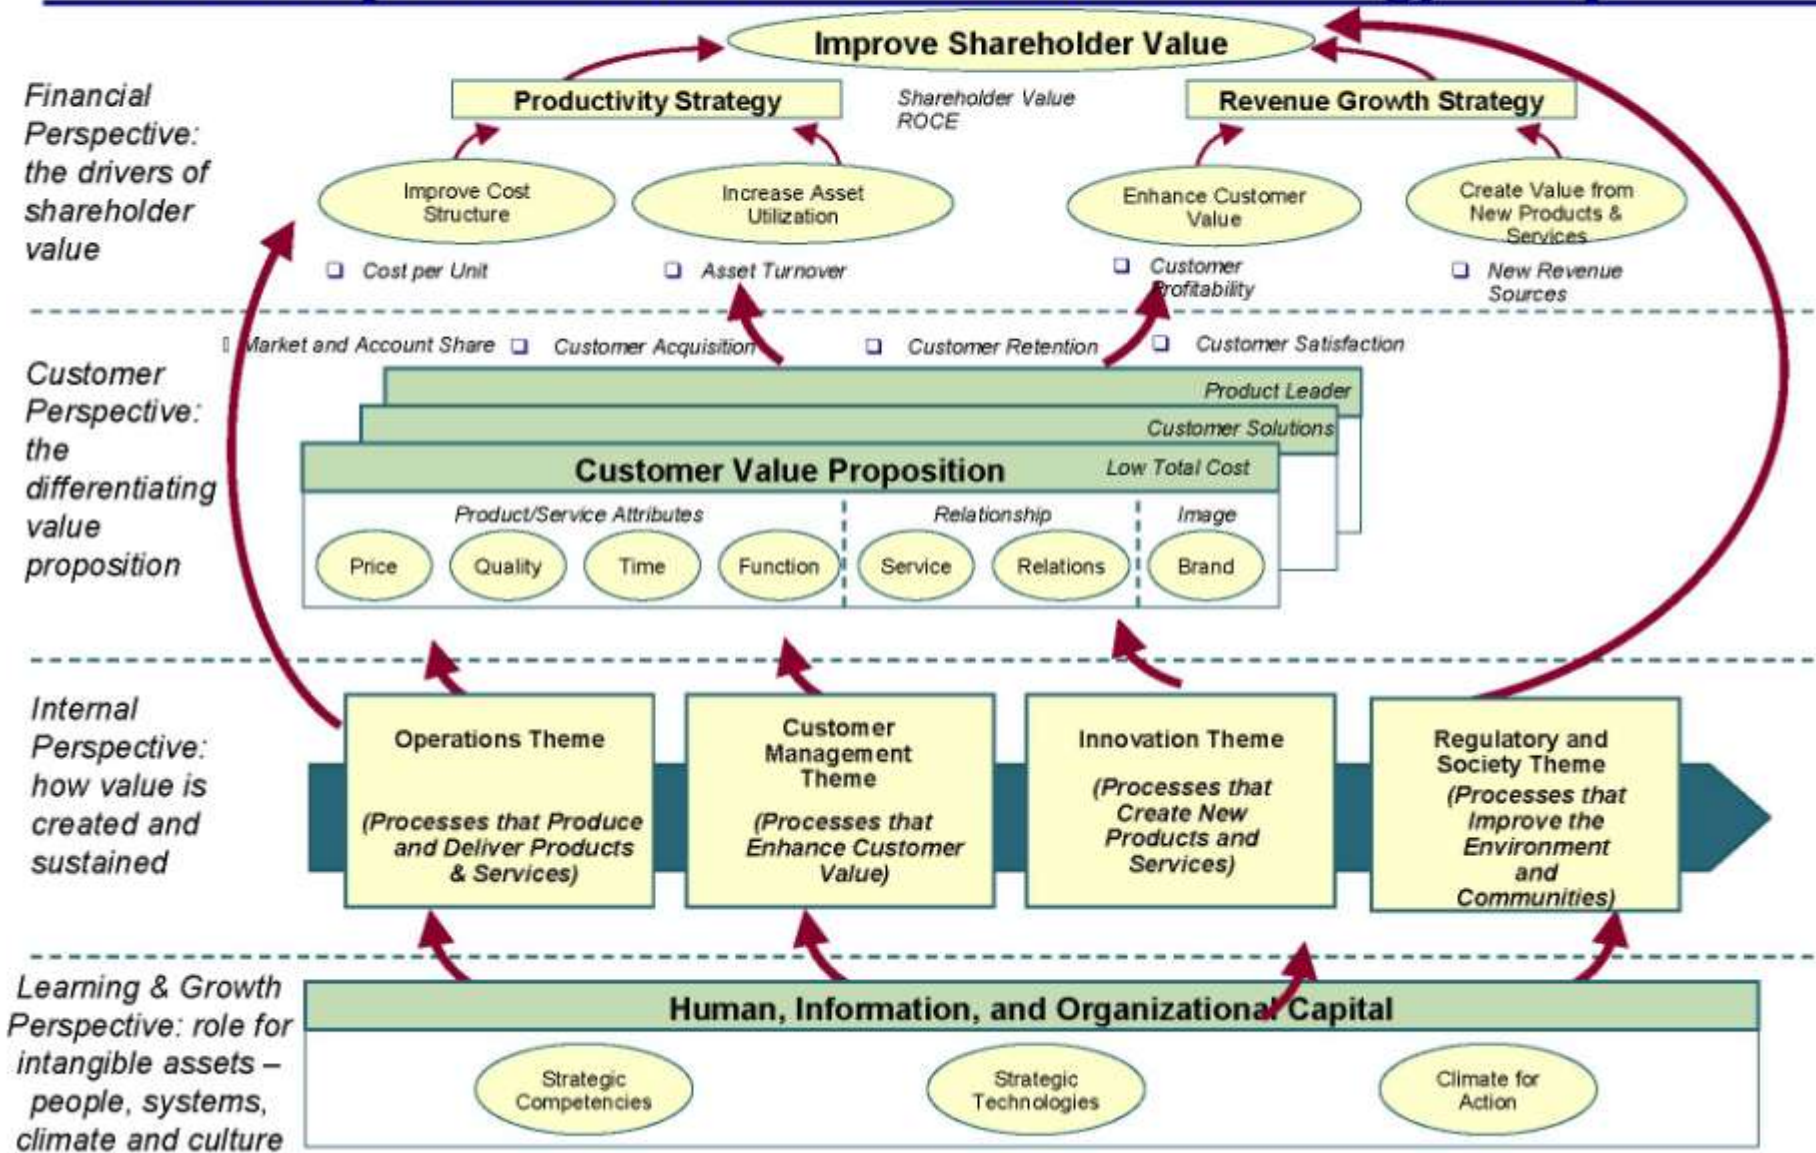 Improve Shareholder Value
Financial
Perspective:
the drivers of
shareholder
value
Productivity Strategy
Shareholder Value
ROCE
Revenue Growth Strategy
Improve Cost
Structure
Increase Asset
Utilization
Enhance Customer
Value
Create Value from
New Products &
Services
Cost per Unit
Asset Turnover
Customer
Profitability
New Revenue
Sources
Customer
Perspective:
the
differentiating
value
proposition
Market and Account Share
Customer Acquisition
Customer Retention
Customer Satisfaction
Product Leader
Customer Solutions
Customer Value Proposition
Low Total Cost
Product/Service Attributes
Relationship
Image
Price
Quality
Time
Function
Service
Relations
Brand
Internal
Perspective:
how value is
created and
sustained
Operations Theme
(Processes that Produce
and Deliver Products
& Services)
Customer
Management
Theme
(Processes that
Enhance Customer
Value)
Innovation Theme
(Processes that
Create New
Products and
Services)
Regulatory and
Society Theme
(Processes that
Improve the
Environment
and
Communities)
Learning & Growth
Perspective: role for
intangible assets –
people, systems,
climate and culture
Human, Information, and Organizational Capital
Strategic
Competencies
Strategic
Technologies
Climate for
Action